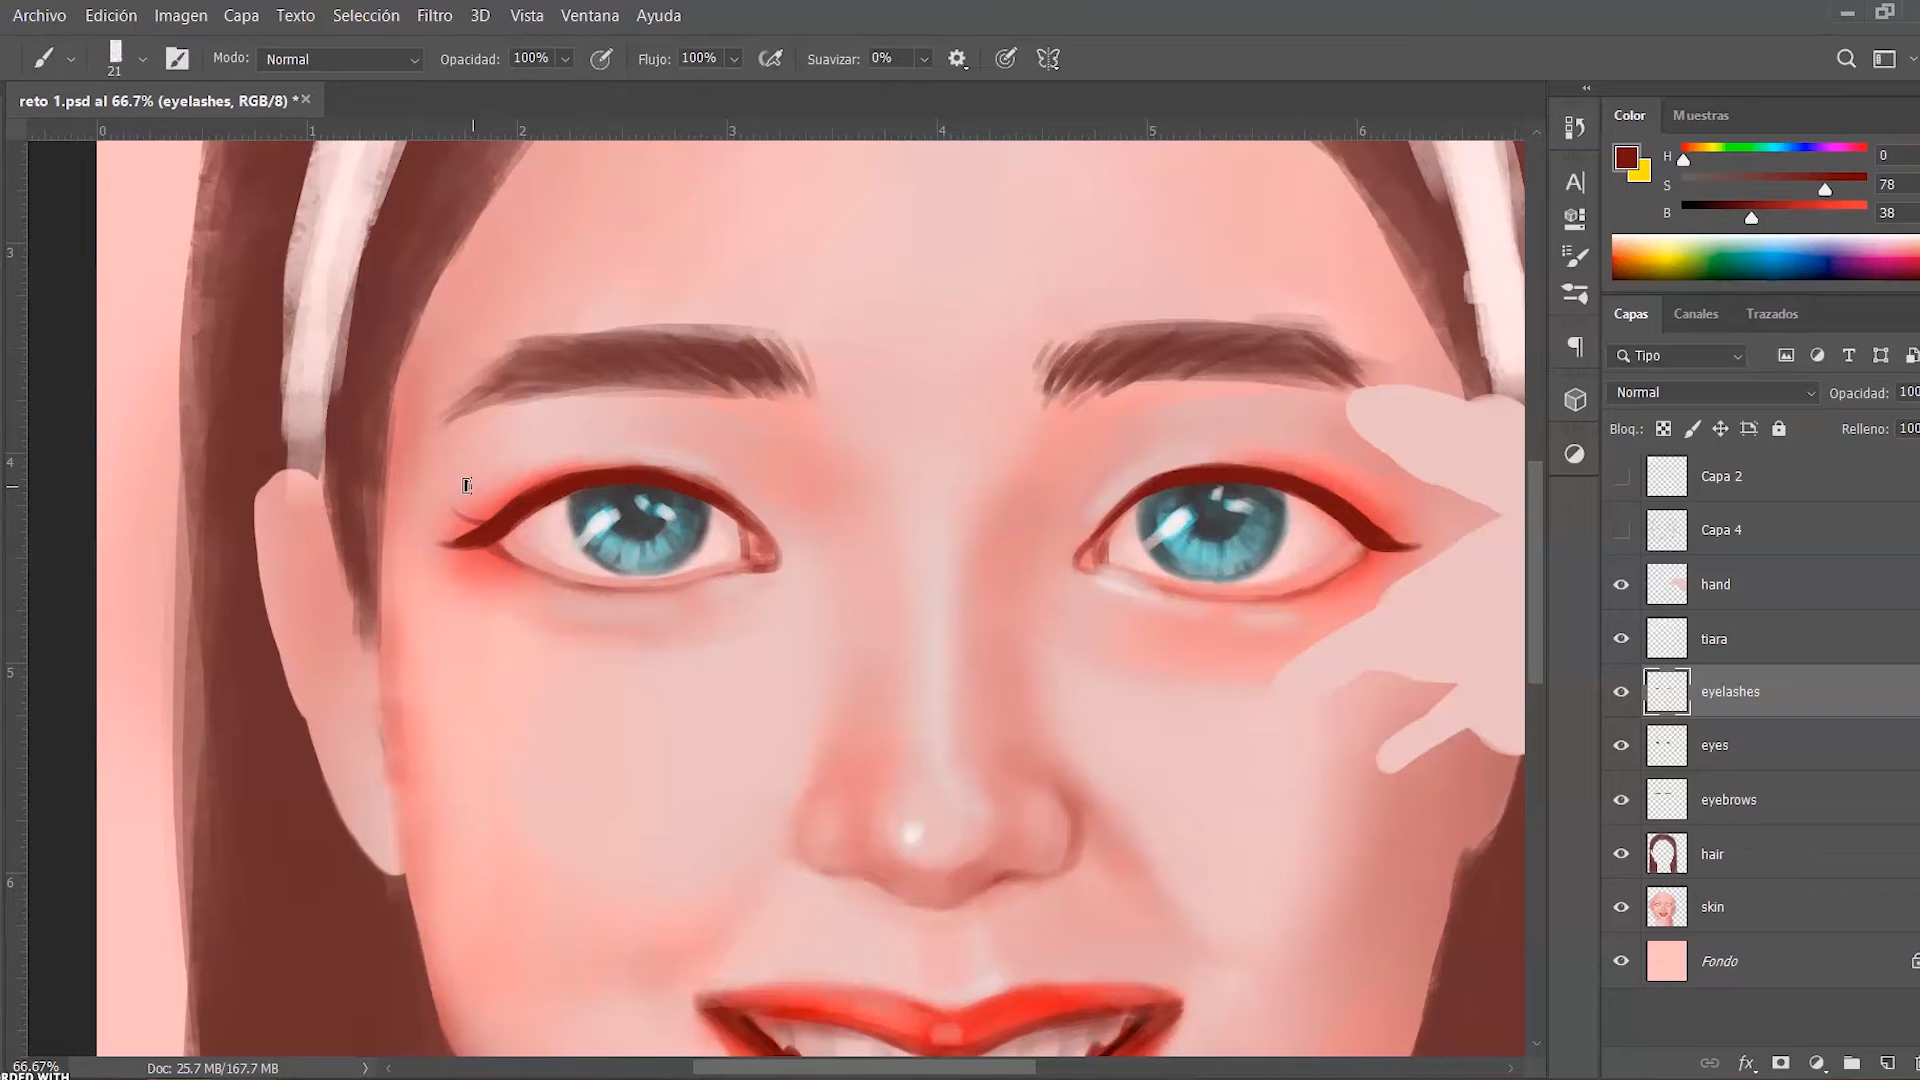 Archivo Edición Imagen Capa Texto Selección Filtro 3D Vista Ventana Ayuda
21 Modo: Normal Opacidad: 100% Flujo: 100% Suavizar: 0%
reto 1.psd al 66.7% (eyelashes, RGB/8) *
0 1 2 3 4 5 6
3
4
5
6
Color Muestras
H 0
S 78
B 38
Capas Canales Trazados
Tipo
Normal Opacidad: 100
Bloq.: Relleno: 100
Capa 2
Capa 4
hand
tiara
eyelashes
eyes
eyebrows
hair
skin
Fondo
fx
66.67% Doc: 25.7 MB/167.7 MB
RDED WITH